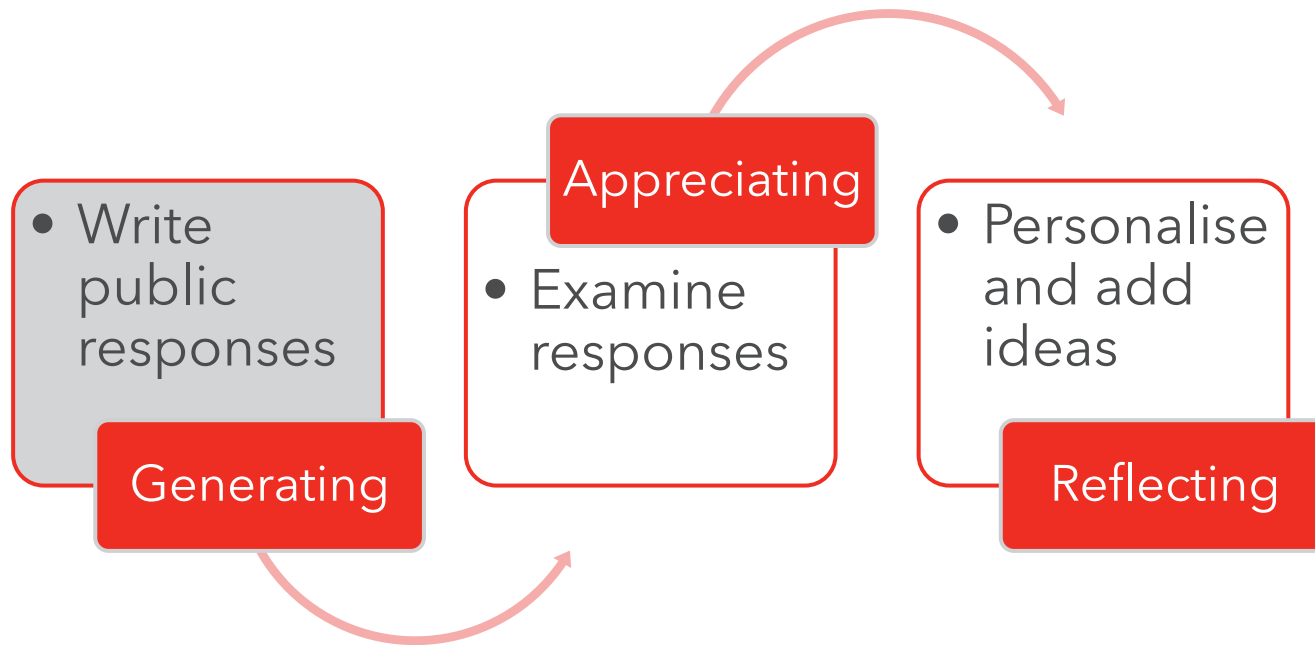 • Write
public
responses
Generating
Appreciating
• Examine
responses
• Personalise
and add
ideas
Reflecting